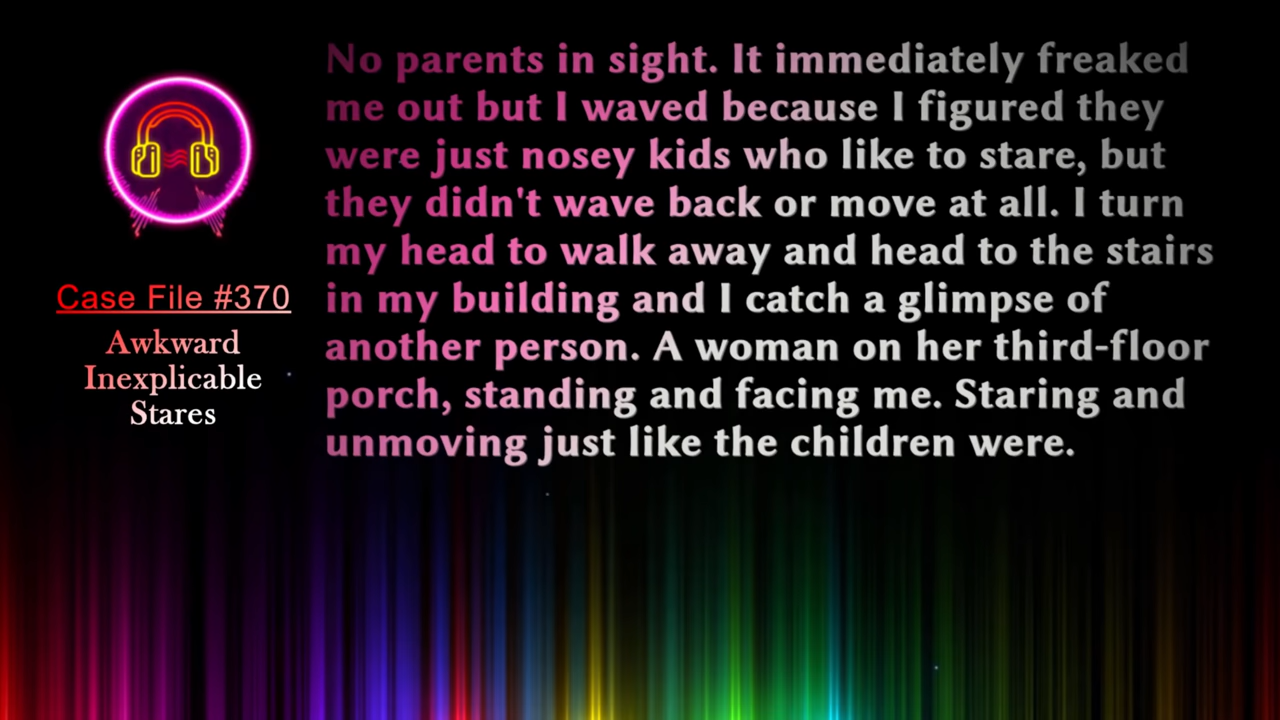 No parents in sight. It immediately freaked
me out but I waved because I figured they
were just nosey kids who like to stare, but
they didn't wave back or move at all. I turn
my head to walk away and head to the stairs
in my building and I catch a glimpse of
another person. A woman on her third-floor
porch, standing and facing me. Staring and
unmoving just like the children were.
Case File #370
Awkward
Inexplicable
Stares